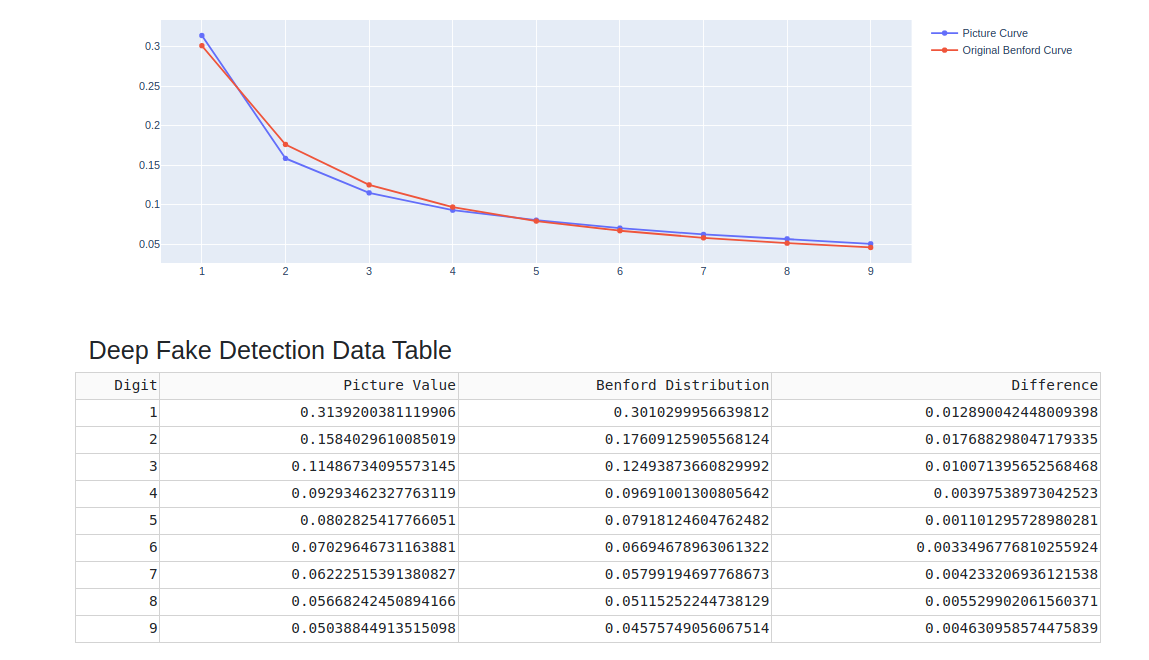 Picture Curve
Original Benford Curve
0.3
0.25
0.2
0.15
0.1
0.05
1 2 3 4 5 6 7 8 9
Deep Fake Detection Data Table
Digit Picture Value Benford Distribution Difference
1 0.3139200381119906 0.3010299956639812 0.012890042448009398
2 0.1584029610085019 0.17609125905568124 0.017688298047179335
3 0.11486734095573145 0.12493873660829992 0.010071395652568468
4 0.09293462327763119 0.09691001300805642 0.00397538973042523
5 0.0802825417766051 0.07918124604762482 0.001101295728980281
6 0.07029646731163881 0.06694678963061322 0.0033496776810255924
7 0.06222515391380827 0.05799194697768673 0.004233206936121538
8 0.05668242450894166 0.05115252244738129 0.005529902061560371
9 0.05038844913515098 0.04575749056067514 0.004630958574475839